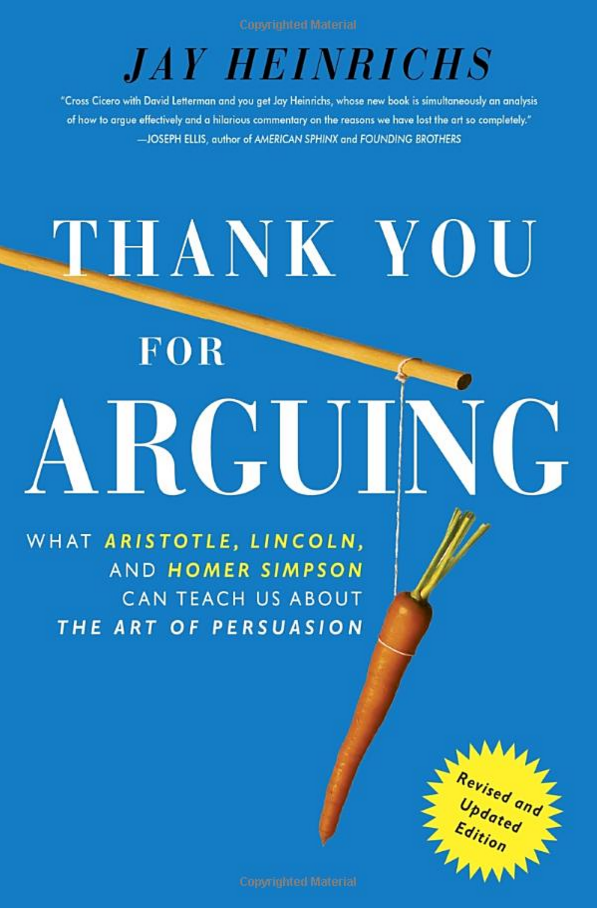 Copyrighted Material
JAY HEINRICHS
"Cross Cicero with David Letterman and you get Jay Heinrichs, whose new book is simultaneously an analysis
of how to argue effectively and a hilarious commentary on the reasons we have lost the art so completely."
—JOSEPH ELLIS, author of AMERICAN SPHINX and FOUNDING BROTHERS
THANK YOU
FOR
ARGUING
WHAT ARISTOTLE, LINCOLN,
AND HOMER SIMPSON
CAN TEACH US ABOUT
THE ART OF PERSUASION
Revised and
Updated
Edition
Copyrighted Material